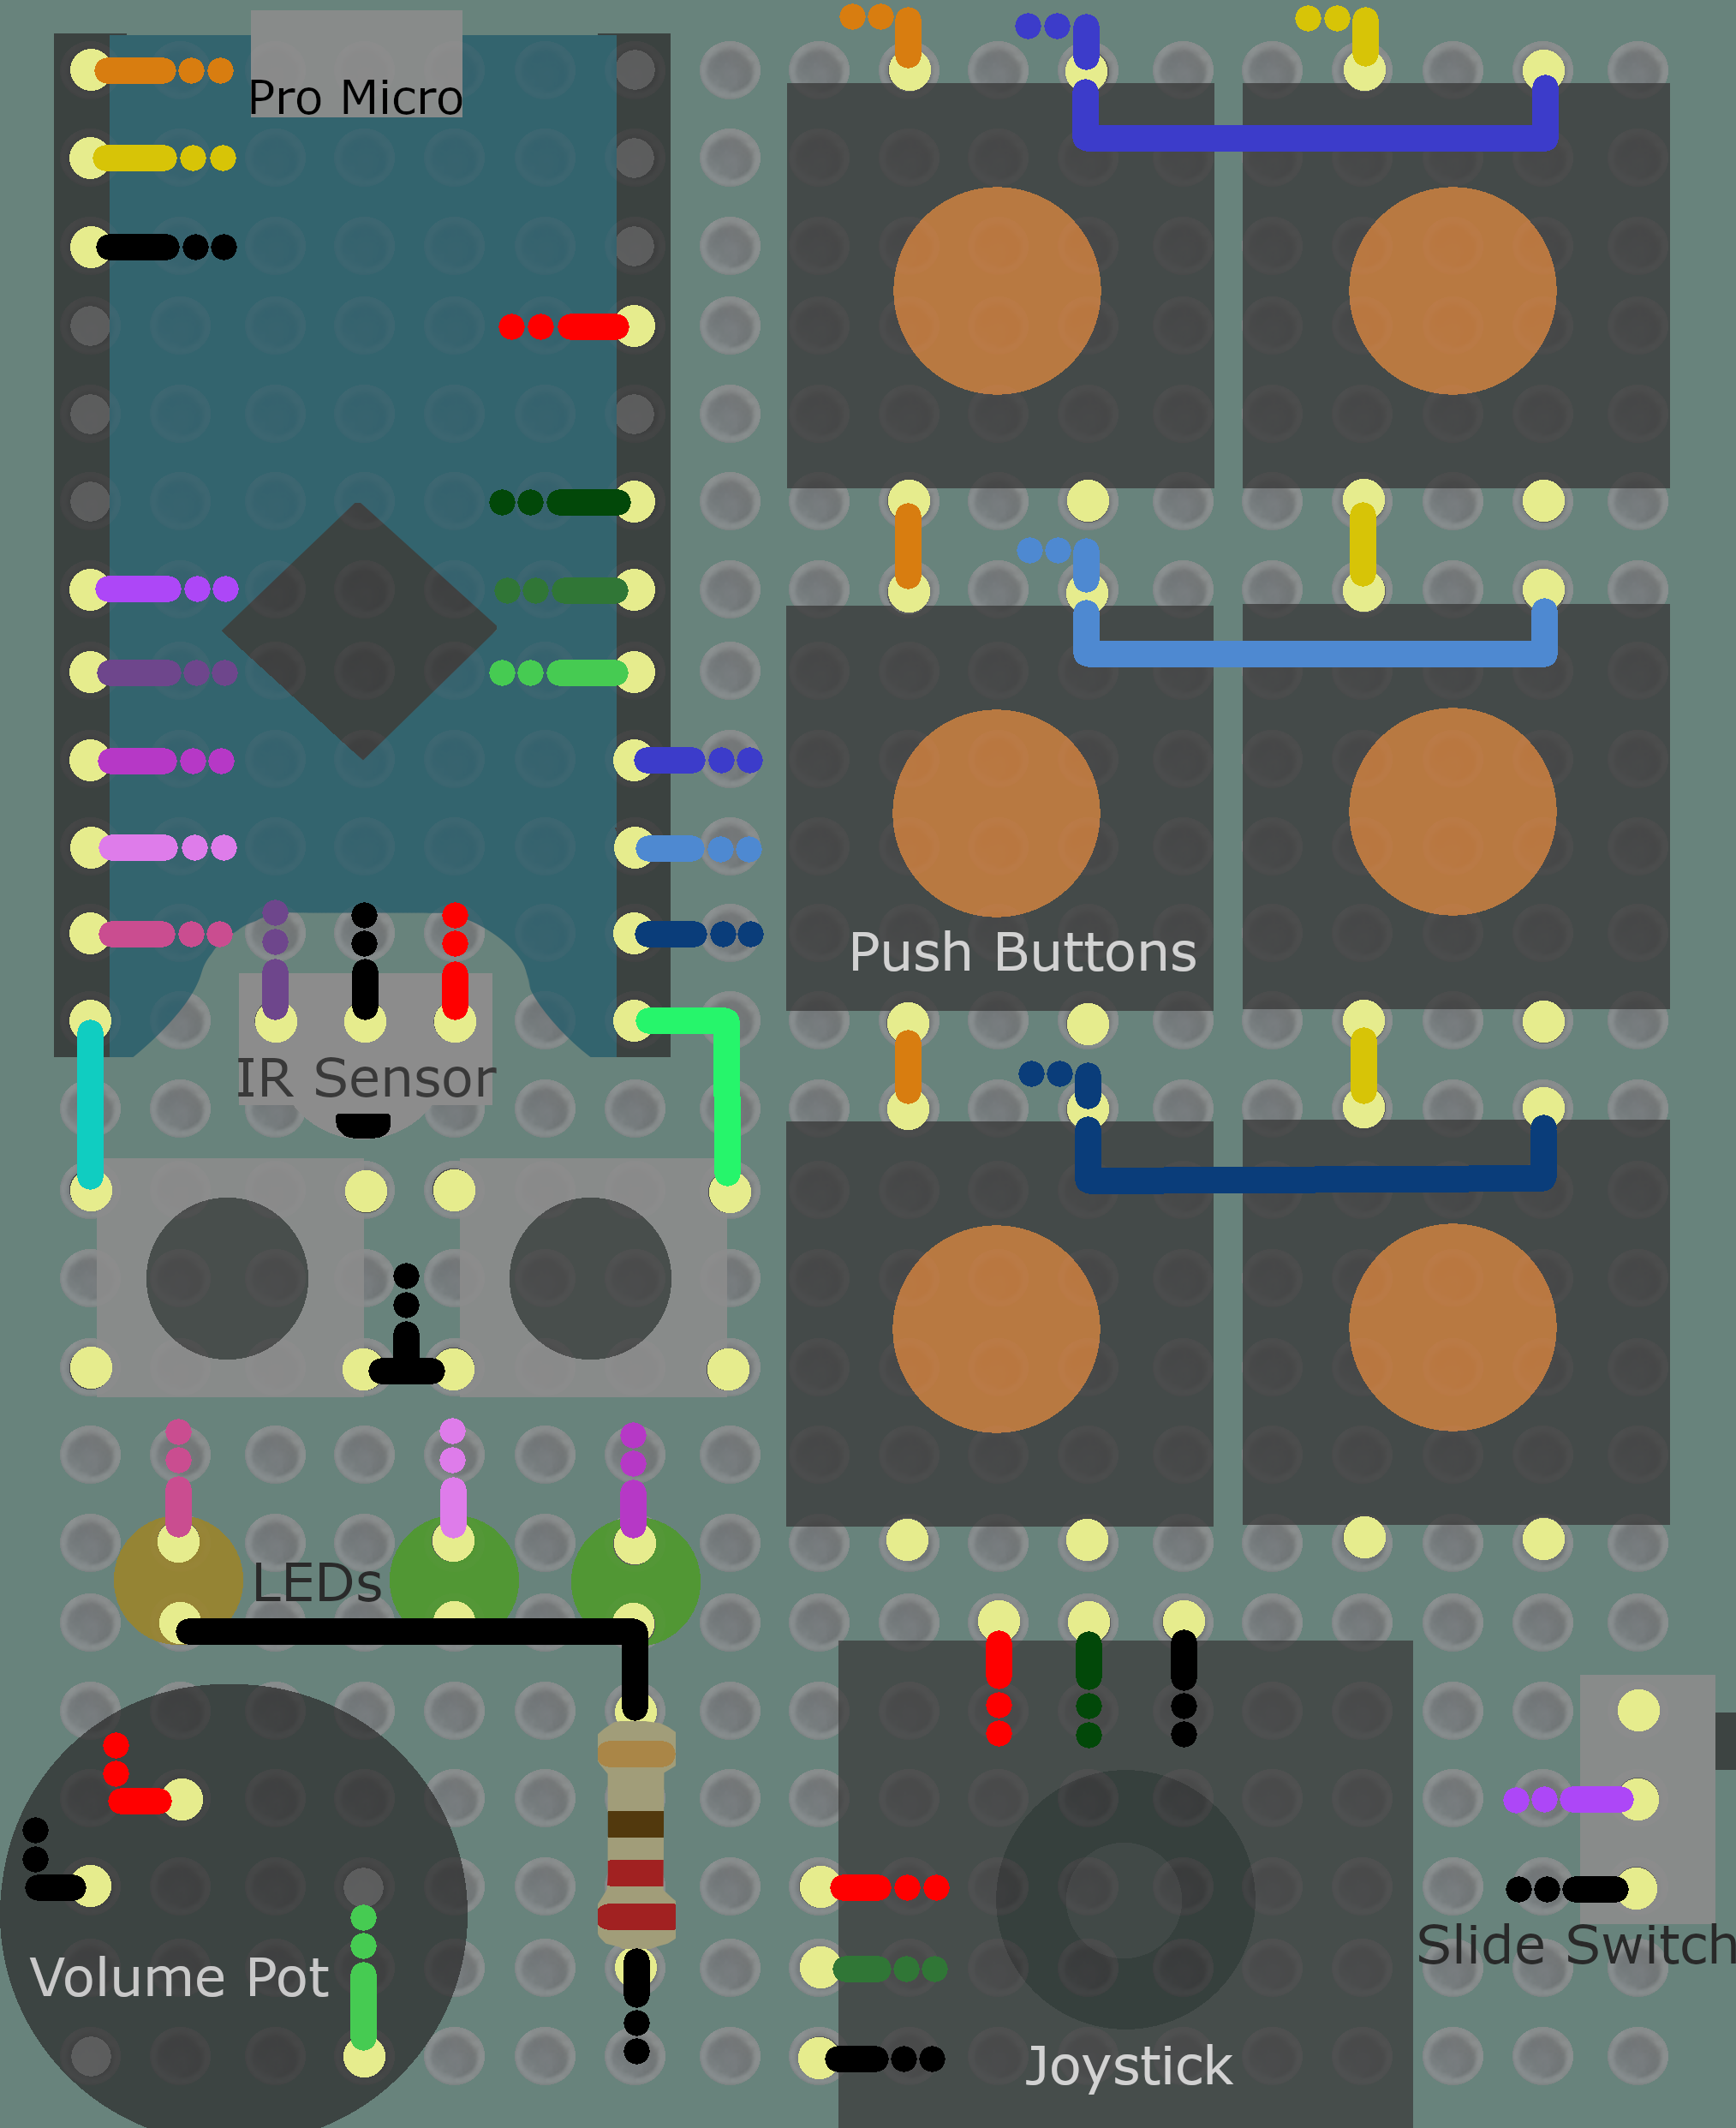 Pro Micro
Push Buttons
IR Sensor
LEDs
Slide Switch
Volume Pot
Joystick